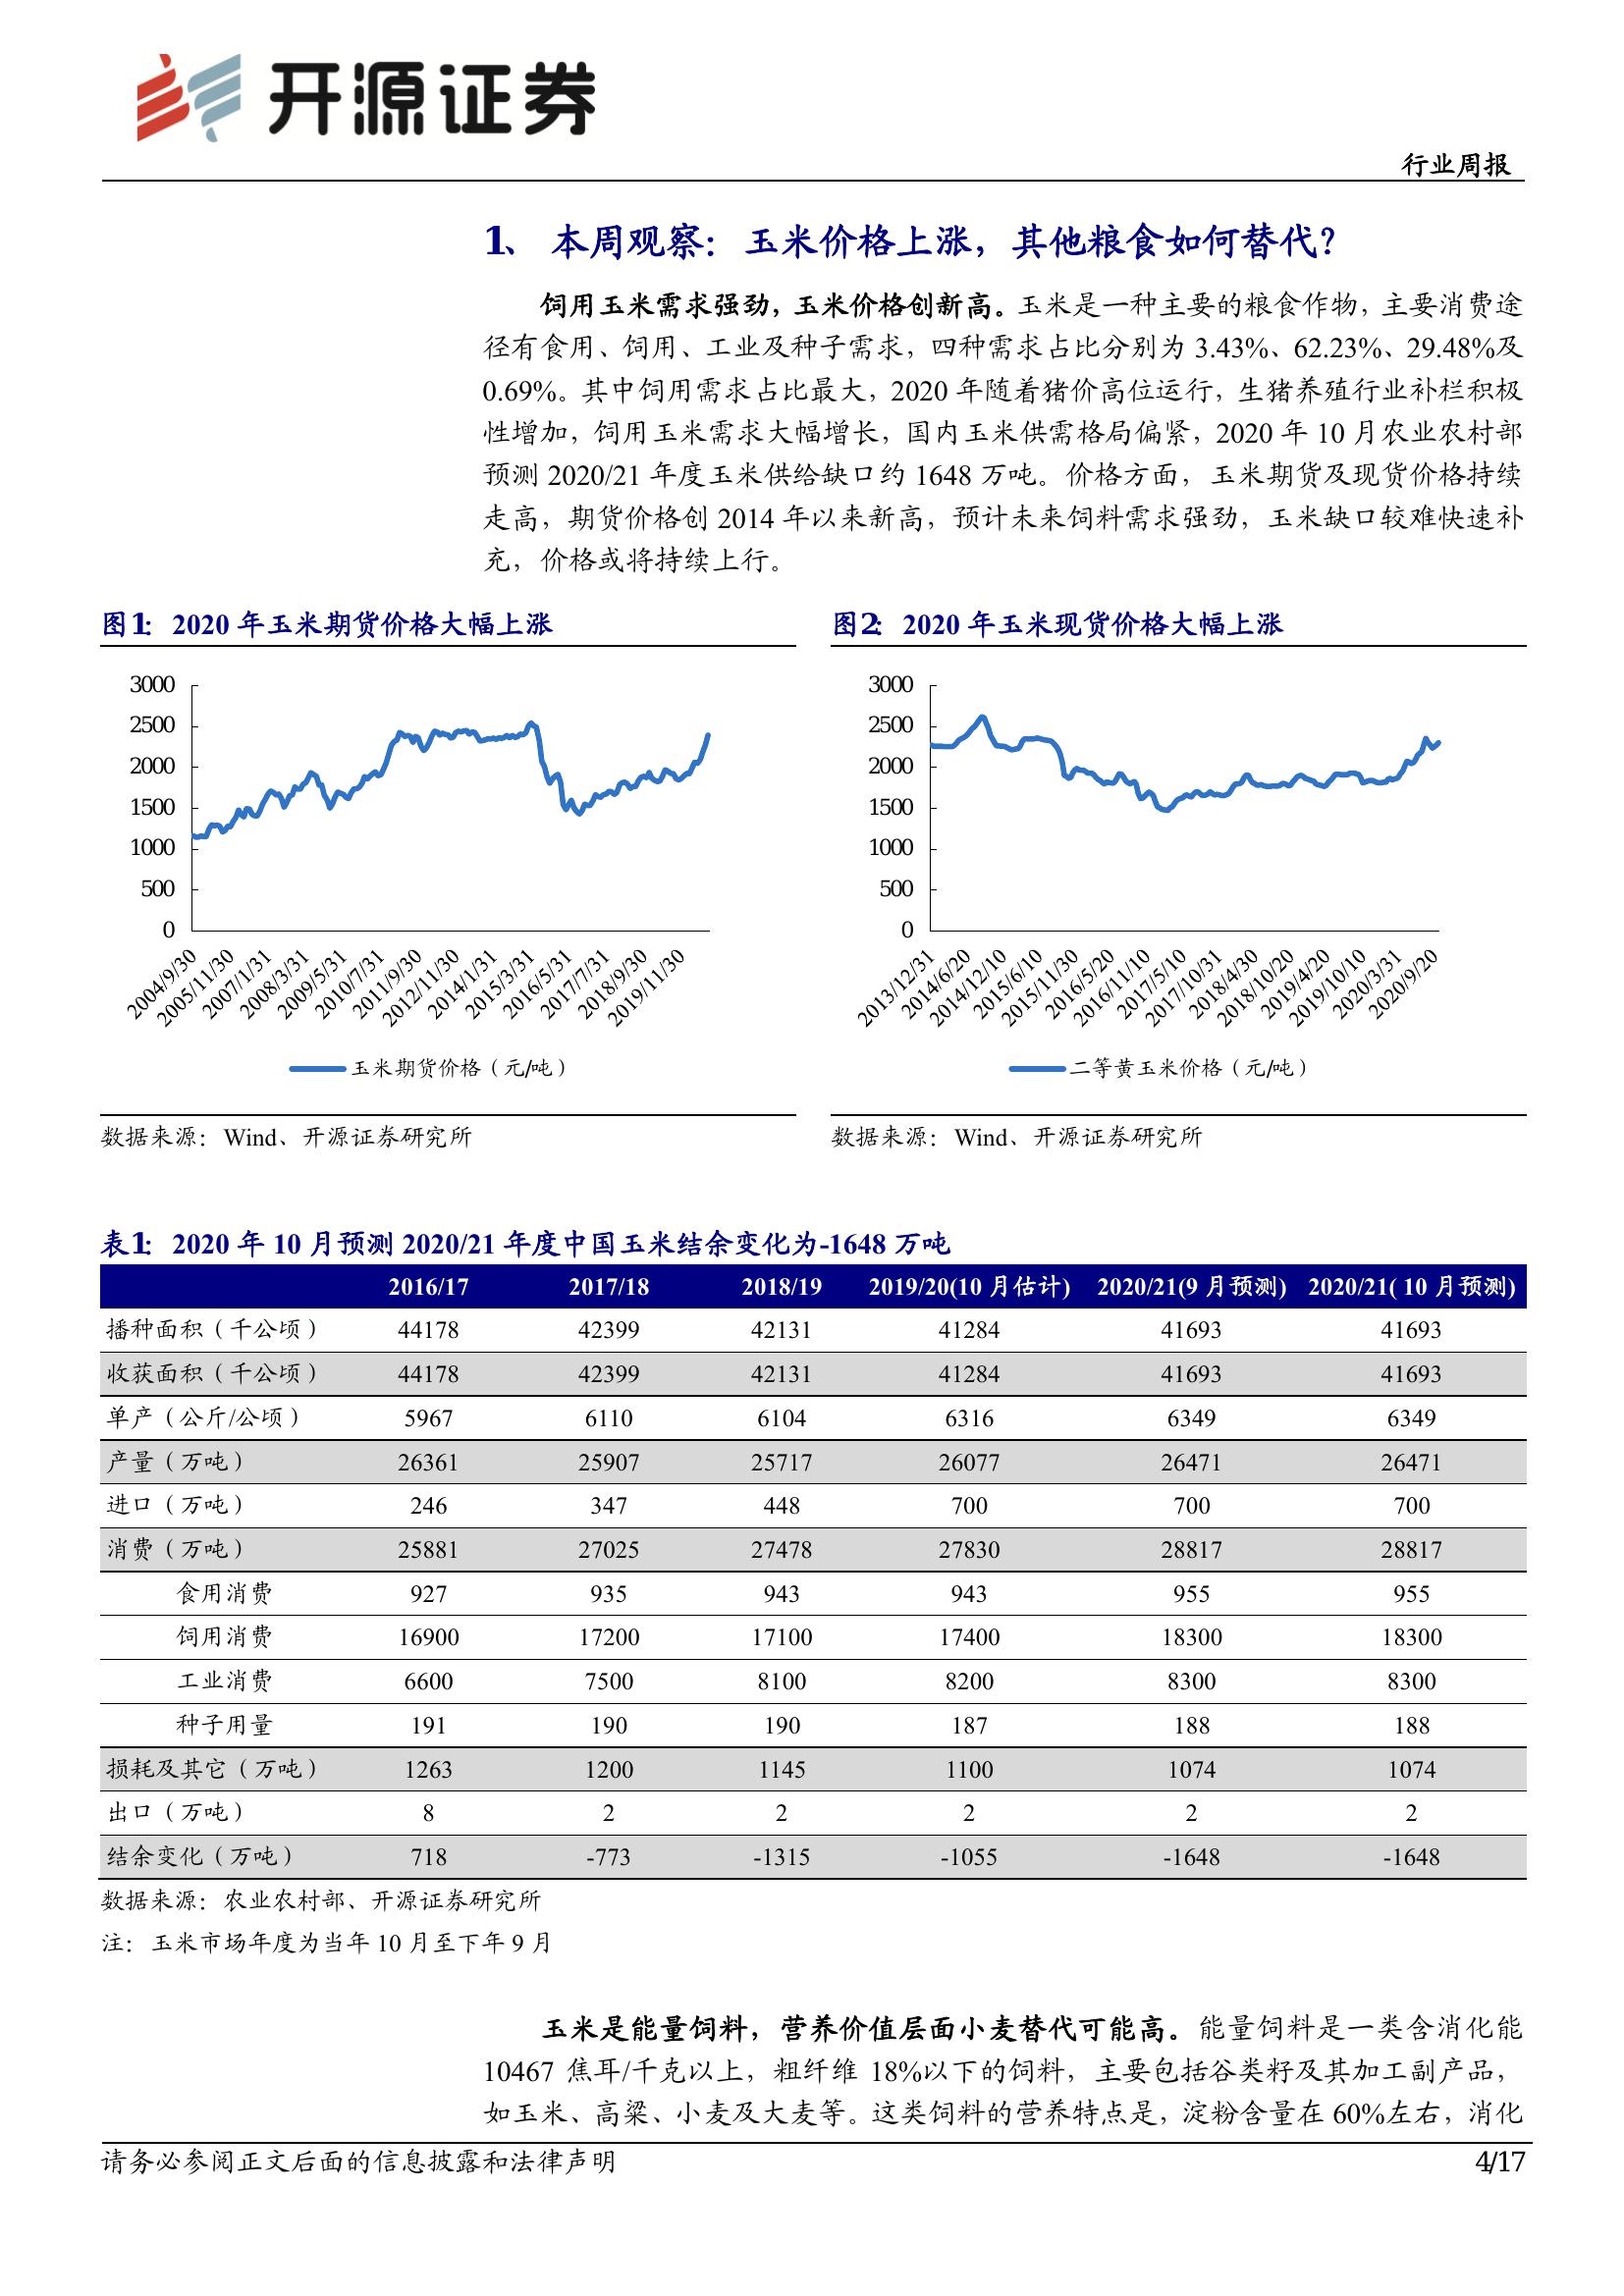 开源证券
行业周报
1、 本周观察：玉米价格上涨，其他粮食如何替代？
饲用玉米需求强劲，玉米价格创新高。玉米是一种主要的粮食作物，主要消费途
径有食用、饲用、工业及种子需求，四种需求占比分别为 3.43%、62.23%、29.48%及
0.69%。其中饲用需求占比最大，2020 年随着猪价高位运行，生猪养殖行业补栏积极
性增加，饲用玉米需求大幅增长，国内玉米供需格局偏紧，2020 年 10 月农业农村部
预测 2020/21 年度玉米供给缺口约 1648 万吨。价格方面，玉米期货及现货价格持续
走高，期货价格创 2014 年以来新高，预计未来饲料需求强劲，玉米缺口较难快速补
充，价格或将持续上行。
图1： 2020 年玉米期货价格大幅上涨
3000
2500
2000
1500
1000
500
0
2004/9/30
2005/11/30
2007/1/31
2008/3/31
2009/5/31
2010/7/31
2011/9/30
2012/11/30
2014/1/31
2015/3/31
2016/5/31
2017/7/31
2018/9/30
2019/11/30
玉米期货价格（元/吨）
数据来源：Wind、开源证券研究所
图2： 2020 年玉米现货价格大幅上涨
3000
2500
2000
1500
1000
500
0
2013/12/31
2014/6/20
2014/12/10
2015/6/10
2015/11/30
2016/5/20
2016/11/10
2017/5/10
2017/10/31
2018/4/30
2018/10/20
2019/4/20
2019/10/10
2020/3/31
2020/9/20
二等黄玉米价格（元/吨）
数据来源：Wind、开源证券研究所
表1： 2020 年 10 月预测 2020/21 年度中国玉米结余变化为-1648 万吨
2016/17 2017/18 2018/19 2019/20(10 月估计) 2020/21(9 月预测) 2020/21( 10 月预测)
播种面积（千公顷） 44178 42399 42131 41284 41693 41693
收获面积（千公顷） 44178 42399 42131 41284 41693 41693
单产（公斤/公顷） 5967 6110 6104 6316 6349 6349
产量（万吨） 26361 25907 25717 26077 26471 26471
进口（万吨） 246 347 448 700 700 700
消费（万吨） 25881 27025 27478 27830 28817 28817
食用消费 927 935 943 943 955 955
饲用消费 16900 17200 17100 17400 18300 18300
工业消费 6600 7500 8100 8200 8300 8300
种子用量 191 190 190 187 188 188
损耗及其它（万吨） 1263 1200 1145 1100 1074 1074
出口（万吨） 8 2 2 2 2 2
结余变化（万吨） 718 -773 -1315 -1055 -1648 -1648
数据来源：农业农村部、开源证券研究所
注：玉米市场年度为当年 10 月至下年 9 月
玉米是能量饲料，营养价值层面小麦替代可能高。能量饲料是一类含消化能
10467 焦耳/千克以上，粗纤维 18%以下的饲料，主要包括谷类籽及其加工副产品，
如玉米、高粱、小麦及大麦等。这类饲料的营养特点是，淀粉含量在 60%左右，消化
请务必参阅正文后面的信息披露和法律声明
4/17